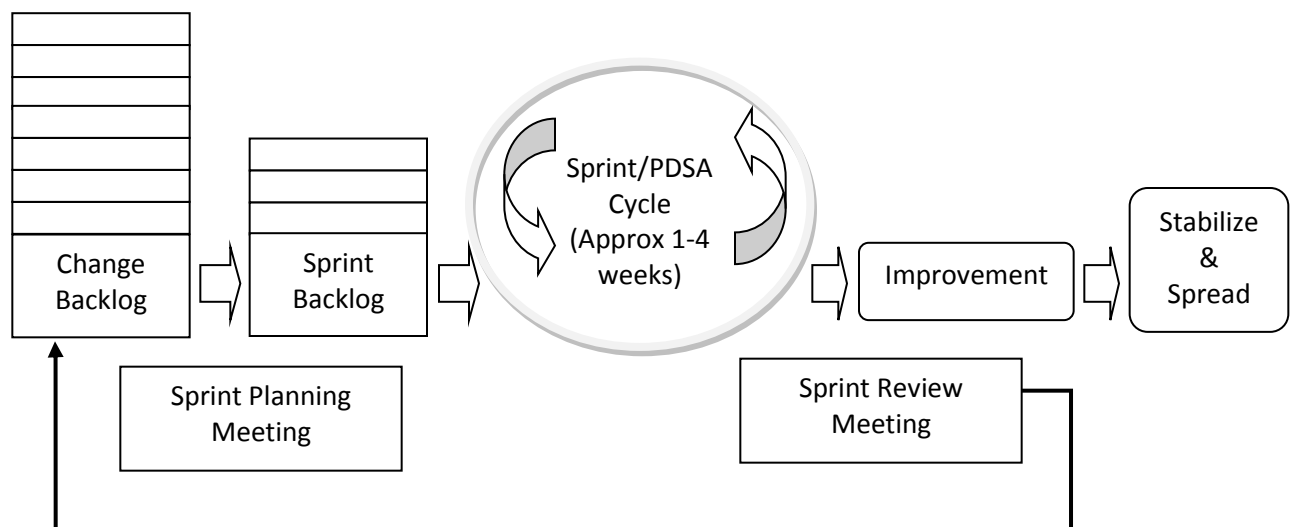 Change
Backlog
Sprint
Backlog
Sprint/PDSA
Cycle
(Approx 1-4
weeks)
Improvement
Stabilize
&
Spread
Sprint Planning
Meeting
Sprint Review
Meeting